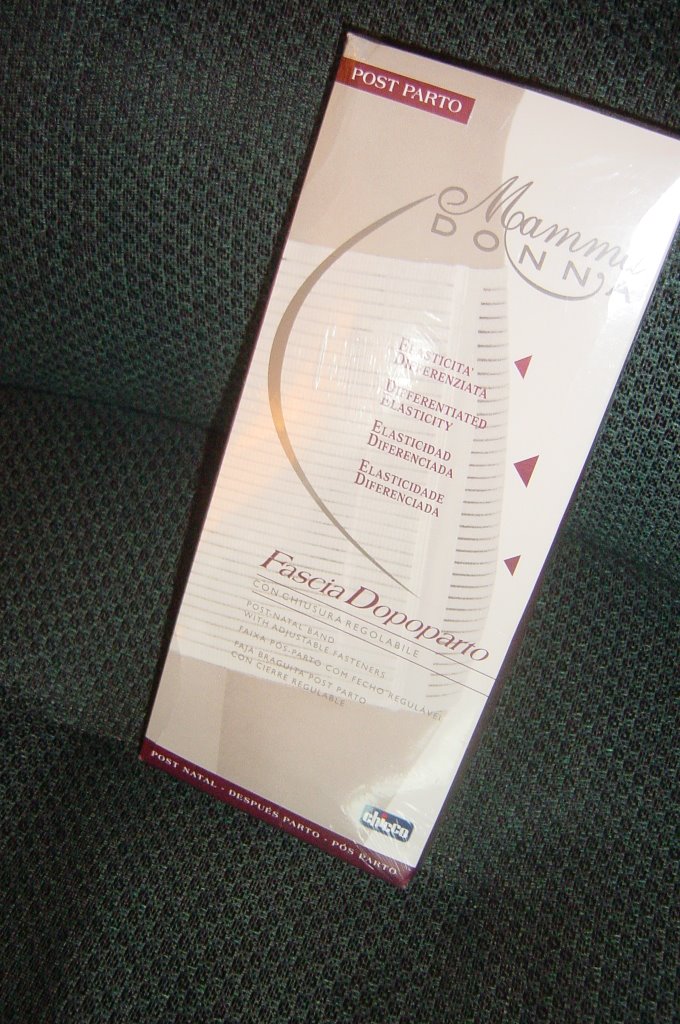 POST PARTO
Mamma
DONNA
ELASTICITA'
DIFFERENZIATA
DIFFERENTIATED
ELASTICITY
ELASTICIDAD
DIFERENCIADA
ELASTICIDADE
DIFERENCIADA
Fascia Dopoparto
CON CHIUSURA REGOLABILE
POST-NATAL BAND
WITH ADJUSTABLE FASTENERS
FAIXA PÓS-PARTO COM FECHO REGULÁVEL
FAJA BRAGUITA POST PARTO
CON CIERRE REGULABLE
chicco
POST NATAL - DESPUÉS PARTO - PÓS PARTO